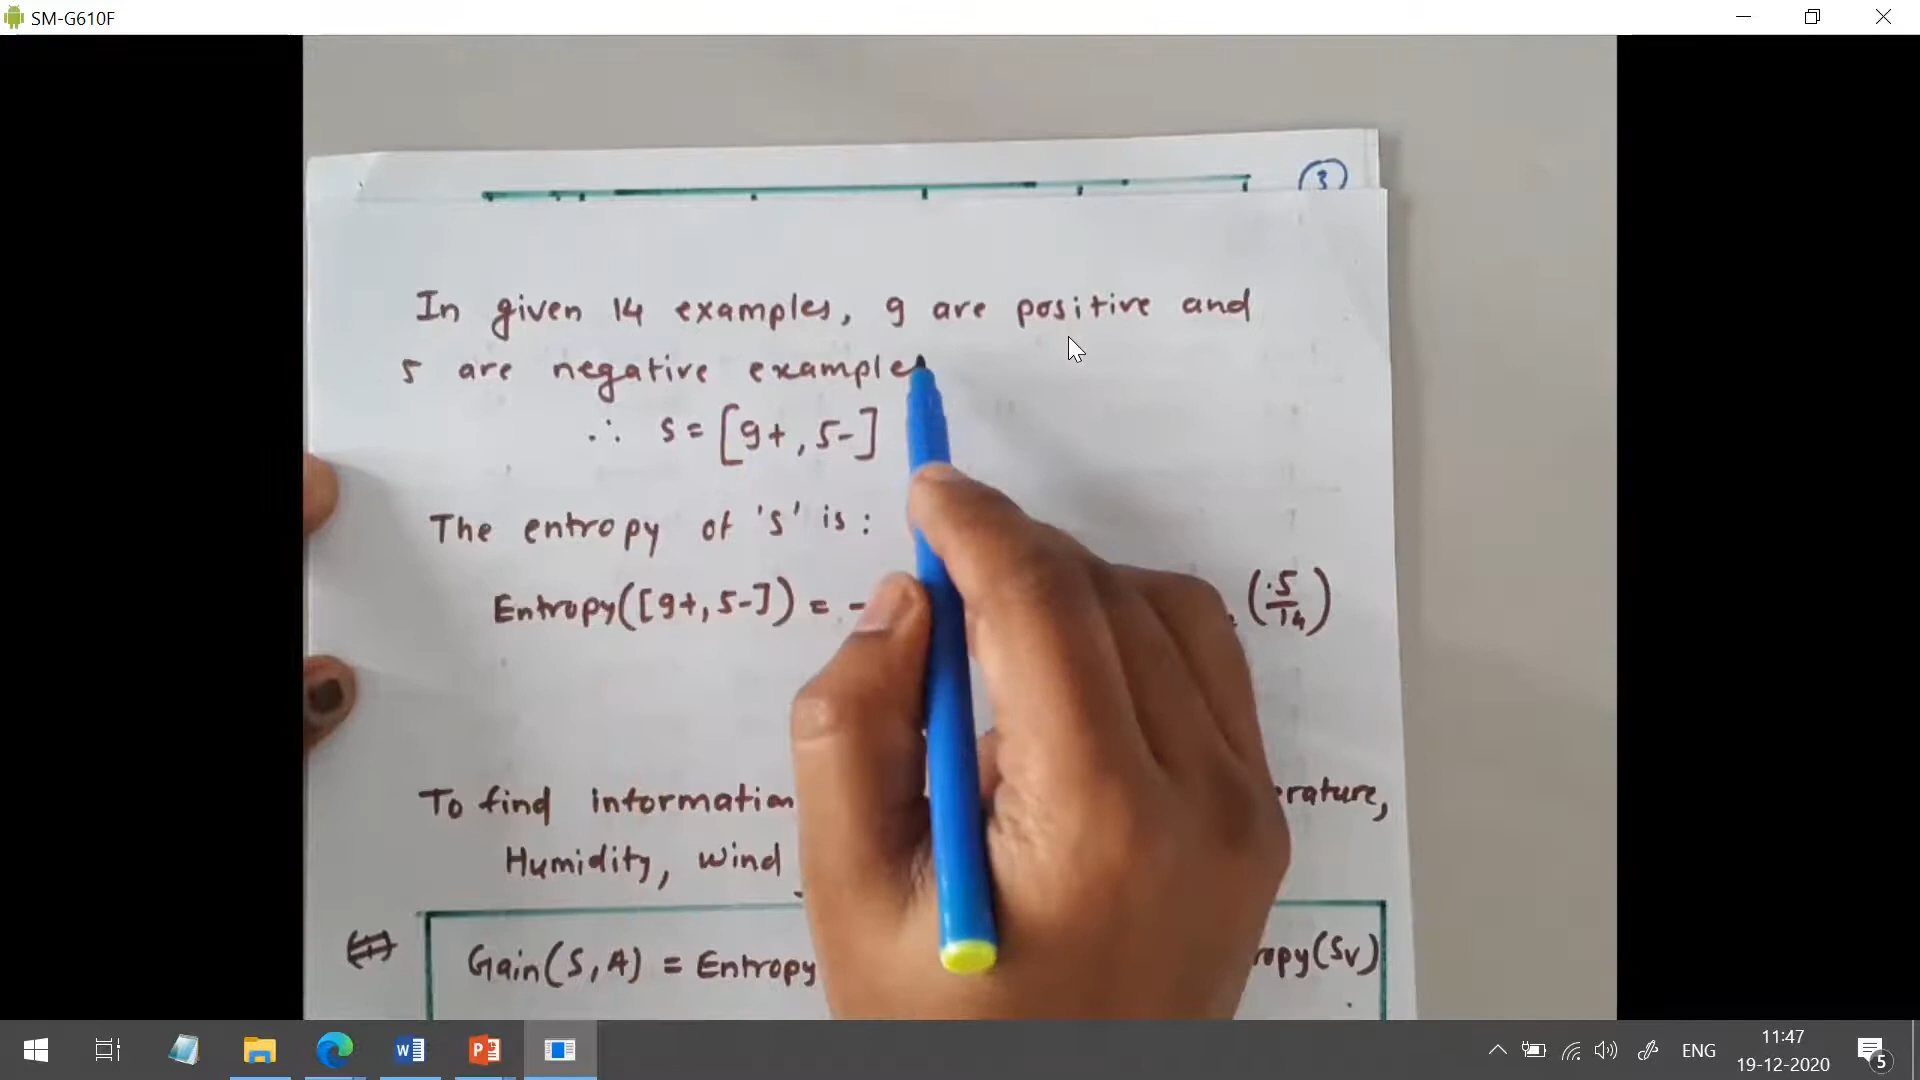 SM-G610F
3
In given 14 examples, 9 are positive and
5 are negative example
∴ S = [9+, 5-]
The entropy of 's' is:
Entropy([9+, 5-]) = - (5/14)
To find information
Humidity, wind
Gain(S, A) = Entropy (Sv)
ENG
11:47
19-12-2020
5